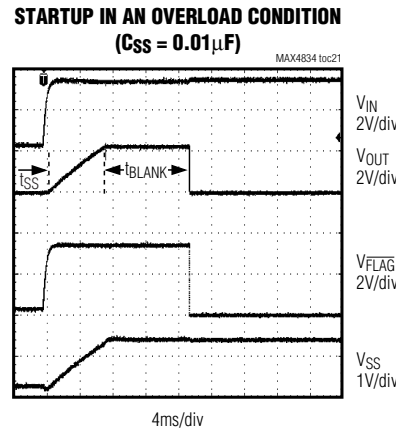 STARTUP IN AN OVERLOAD CONDITION
(CSS = 0.01μF)
MAX4834 toc21
VIN
2V/div
VOUT
2V/div
tSS
tBLANK
VFLAG
2V/div
VSS
1V/div
4ms/div